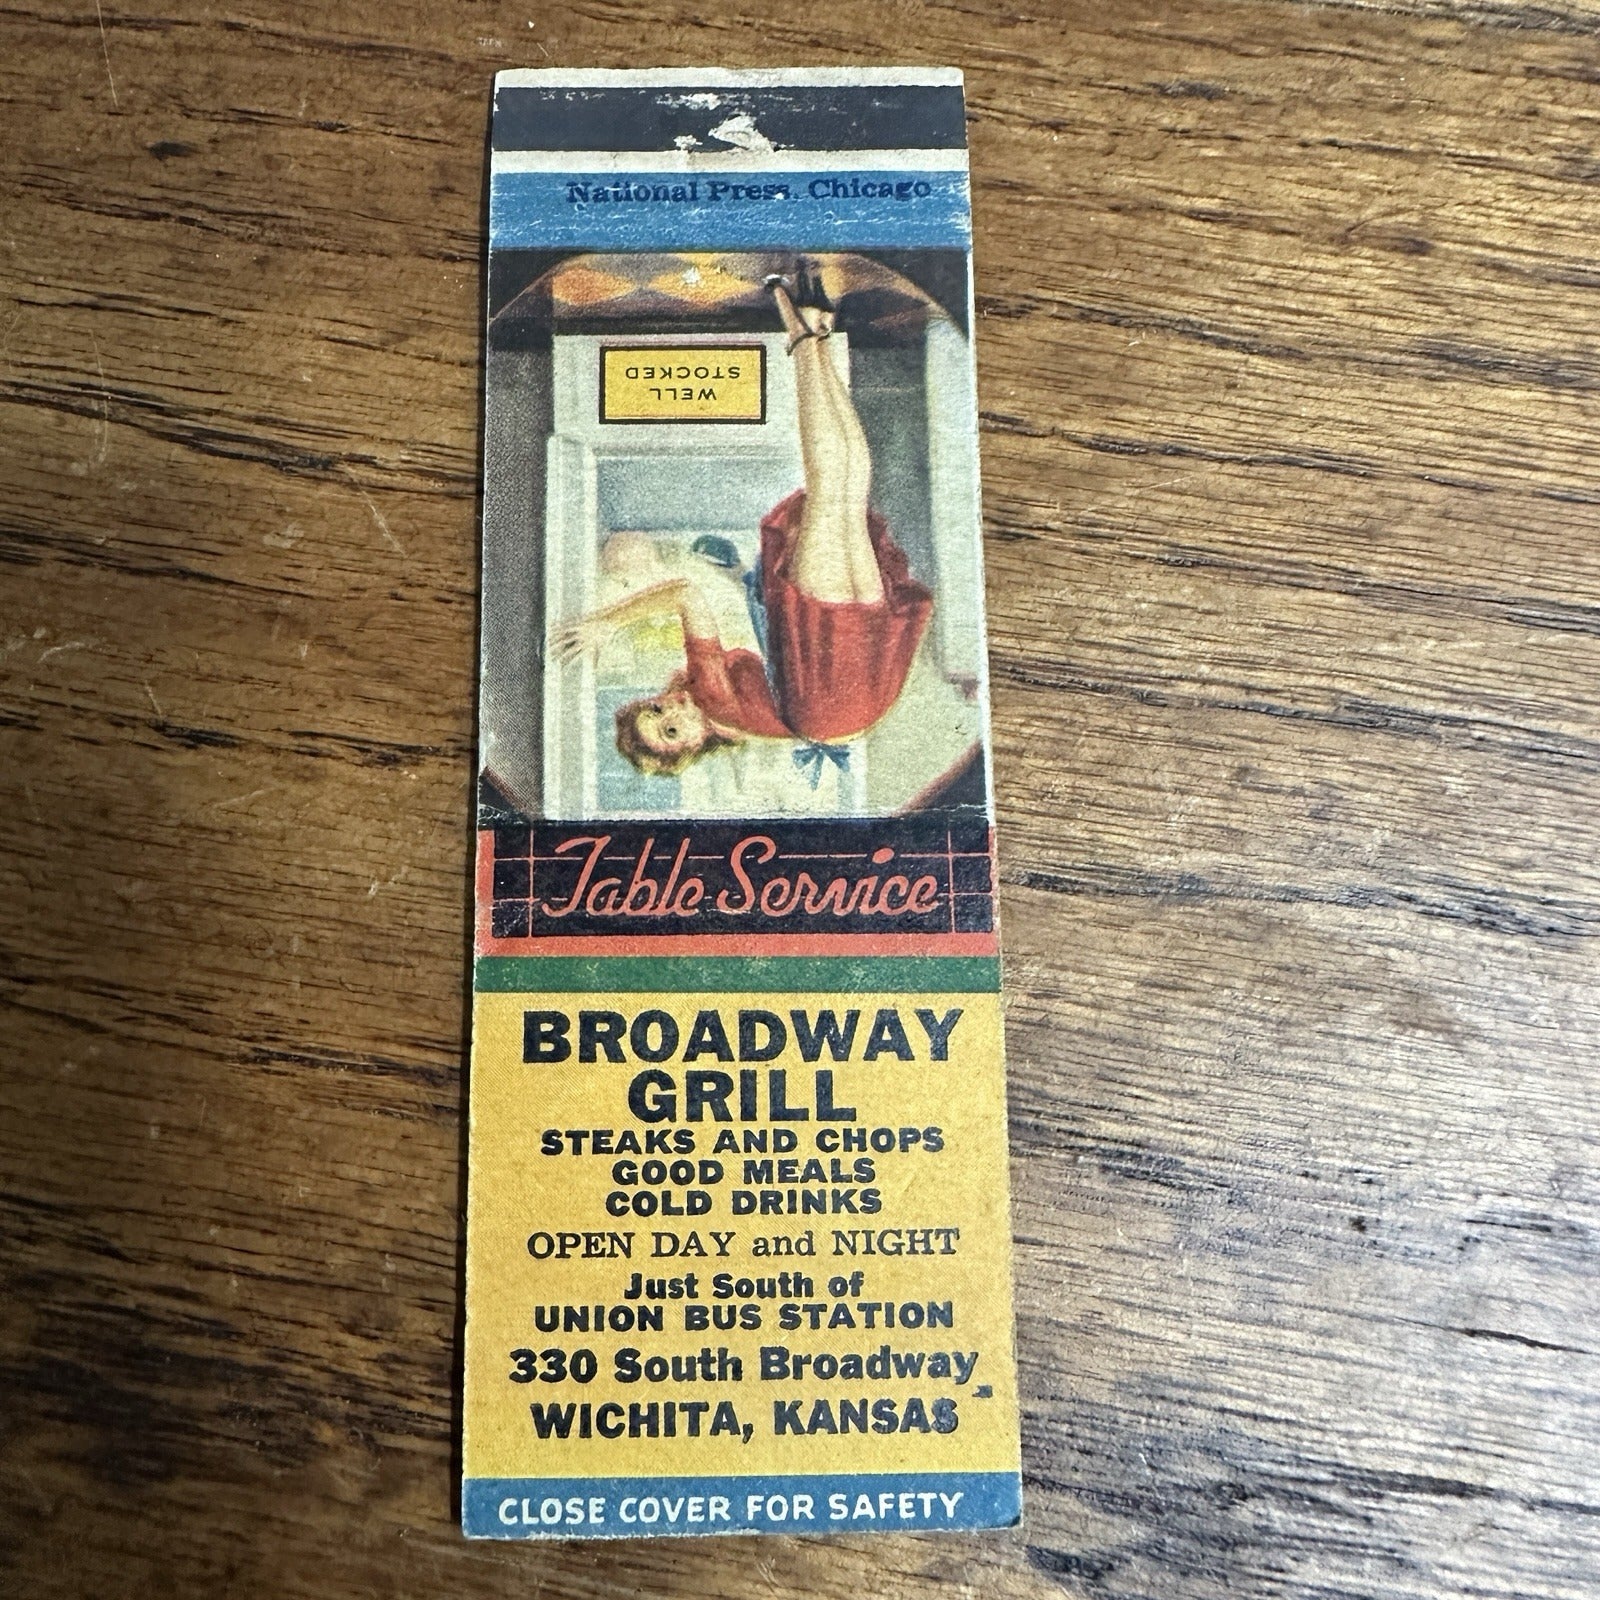 National Press, Chicago
WELL
STOCKED
Table Service
BROADWAY
GRILL
STEAKS AND CHOPS
GOOD MEALS
COLD DRINKS
OPEN DAY and NIGHT
Just South of
UNION BUS STATION
330 South Broadway
WICHITA, KANSAS
CLOSE COVER FOR SAFETY